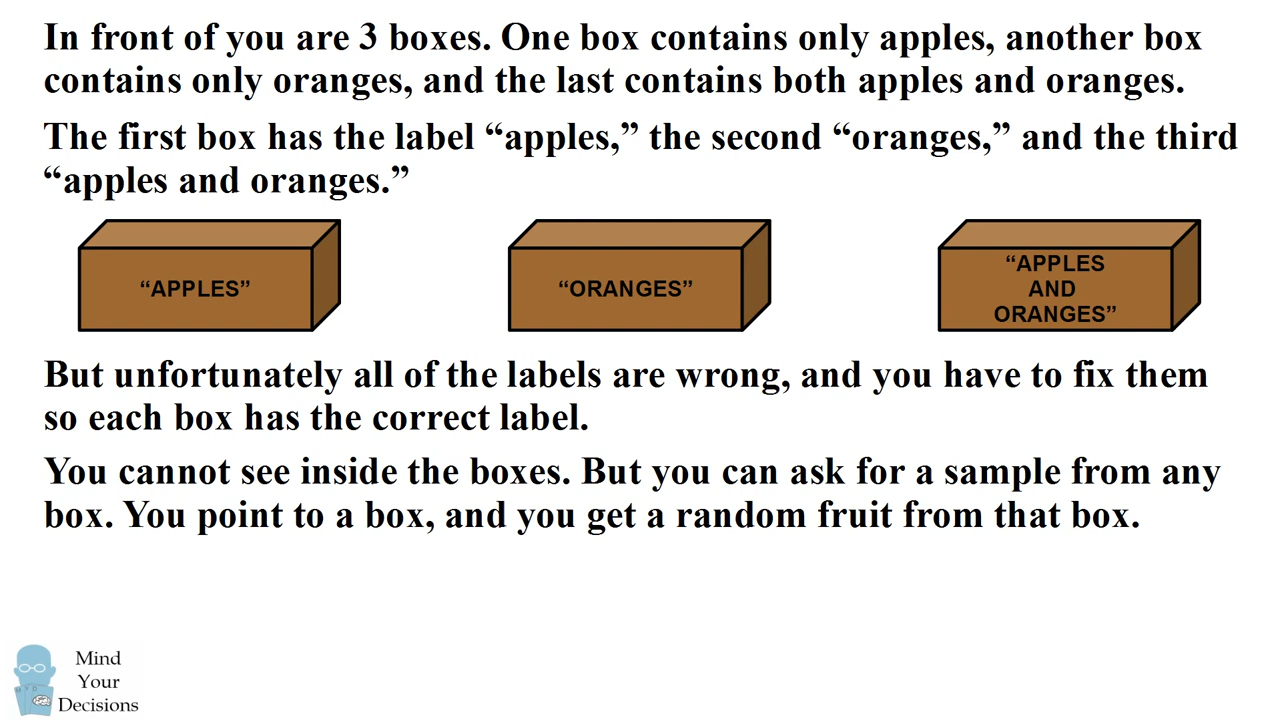 In front of you are 3 boxes. One box contains only apples, another box
contains only oranges, and the last contains both apples and oranges.
The first box has the label “apples,” the second “oranges,” and the third
“apples and oranges.”
“APPLES”
“ORANGES”
“APPLES
AND
ORANGES”
But unfortunately all of the labels are wrong, and you have to fix them
so each box has the correct label.
You cannot see inside the boxes. But you can ask for a sample from any
box. You point to a box, and you get a random fruit from that box.
Mind
Your
Decisions